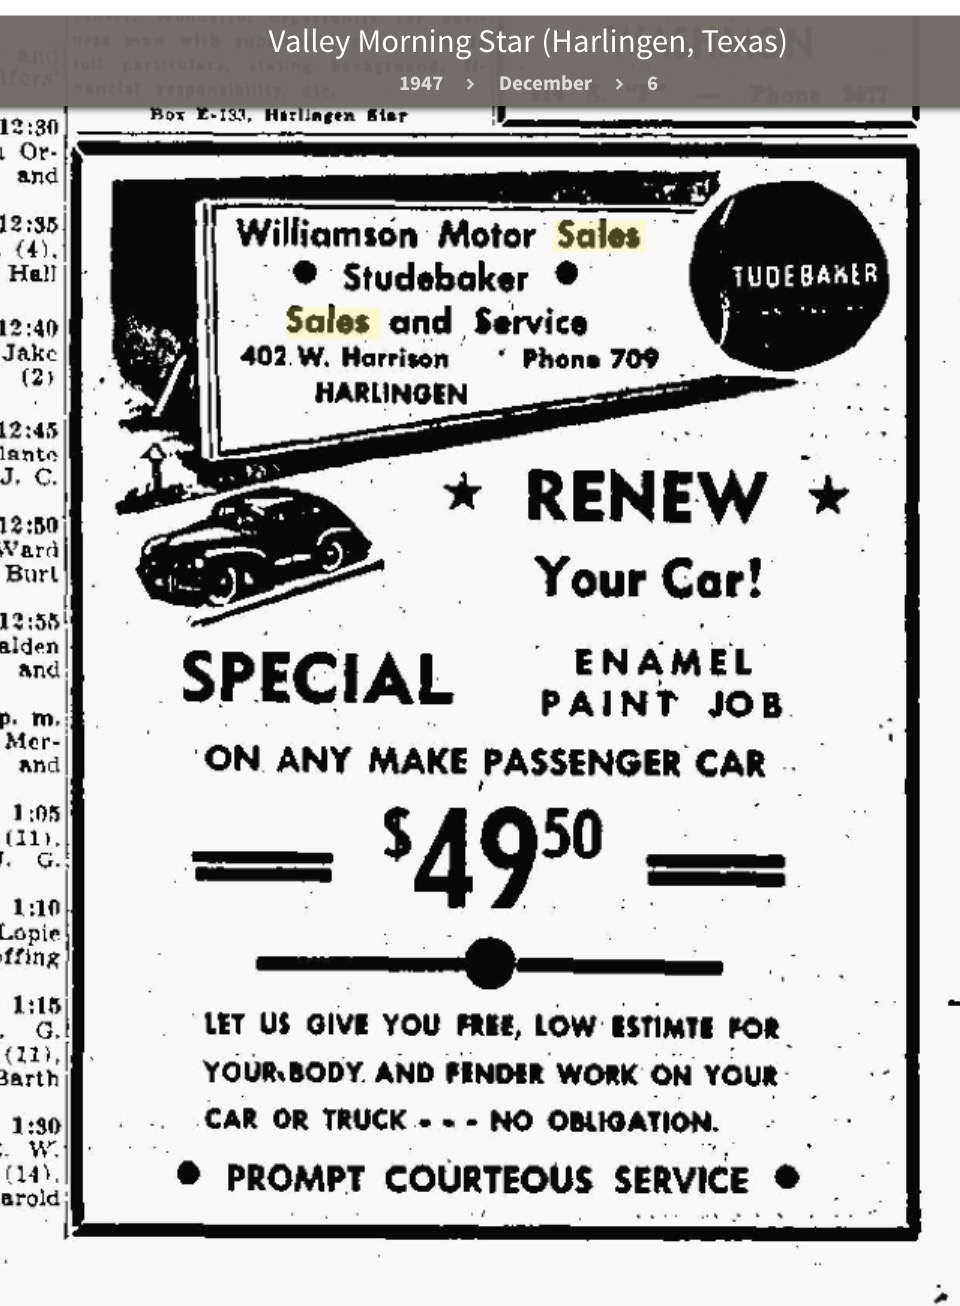 Valley Morning Star (Harlingen, Texas)
1947 > December > 6
Box E-133, Harlingen Star
12:30
Or-
and
12:35
(4),
Hall
12:40
Jake
(2)
12:45
J. C.
12:50
Ward
Burt
12:55
alden
and
p. m.
Mer-
and
1:05
(11),
J. G.
1:10
Lopie
offing
1:15
G.
(11),
Barth
1:30
W.
(14),
arold
Williamson Motor Sales
● Studebaker ●
Sales and Service
402 W. Harrison Phone 709
HARLINGEN
TUDEBAKER
★ RENEW ★
Your Car!
SPECIAL
ENAMEL
PAINT JOB
ON ANY MAKE PASSENGER CAR
$49 50
LET US GIVE YOU FREE, LOW ESTIMTE FOR
YOUR BODY AND FENDER WORK ON YOUR
CAR OR TRUCK - - - NO OBLIGATION.
● PROMPT COURTEOUS SERVICE ●